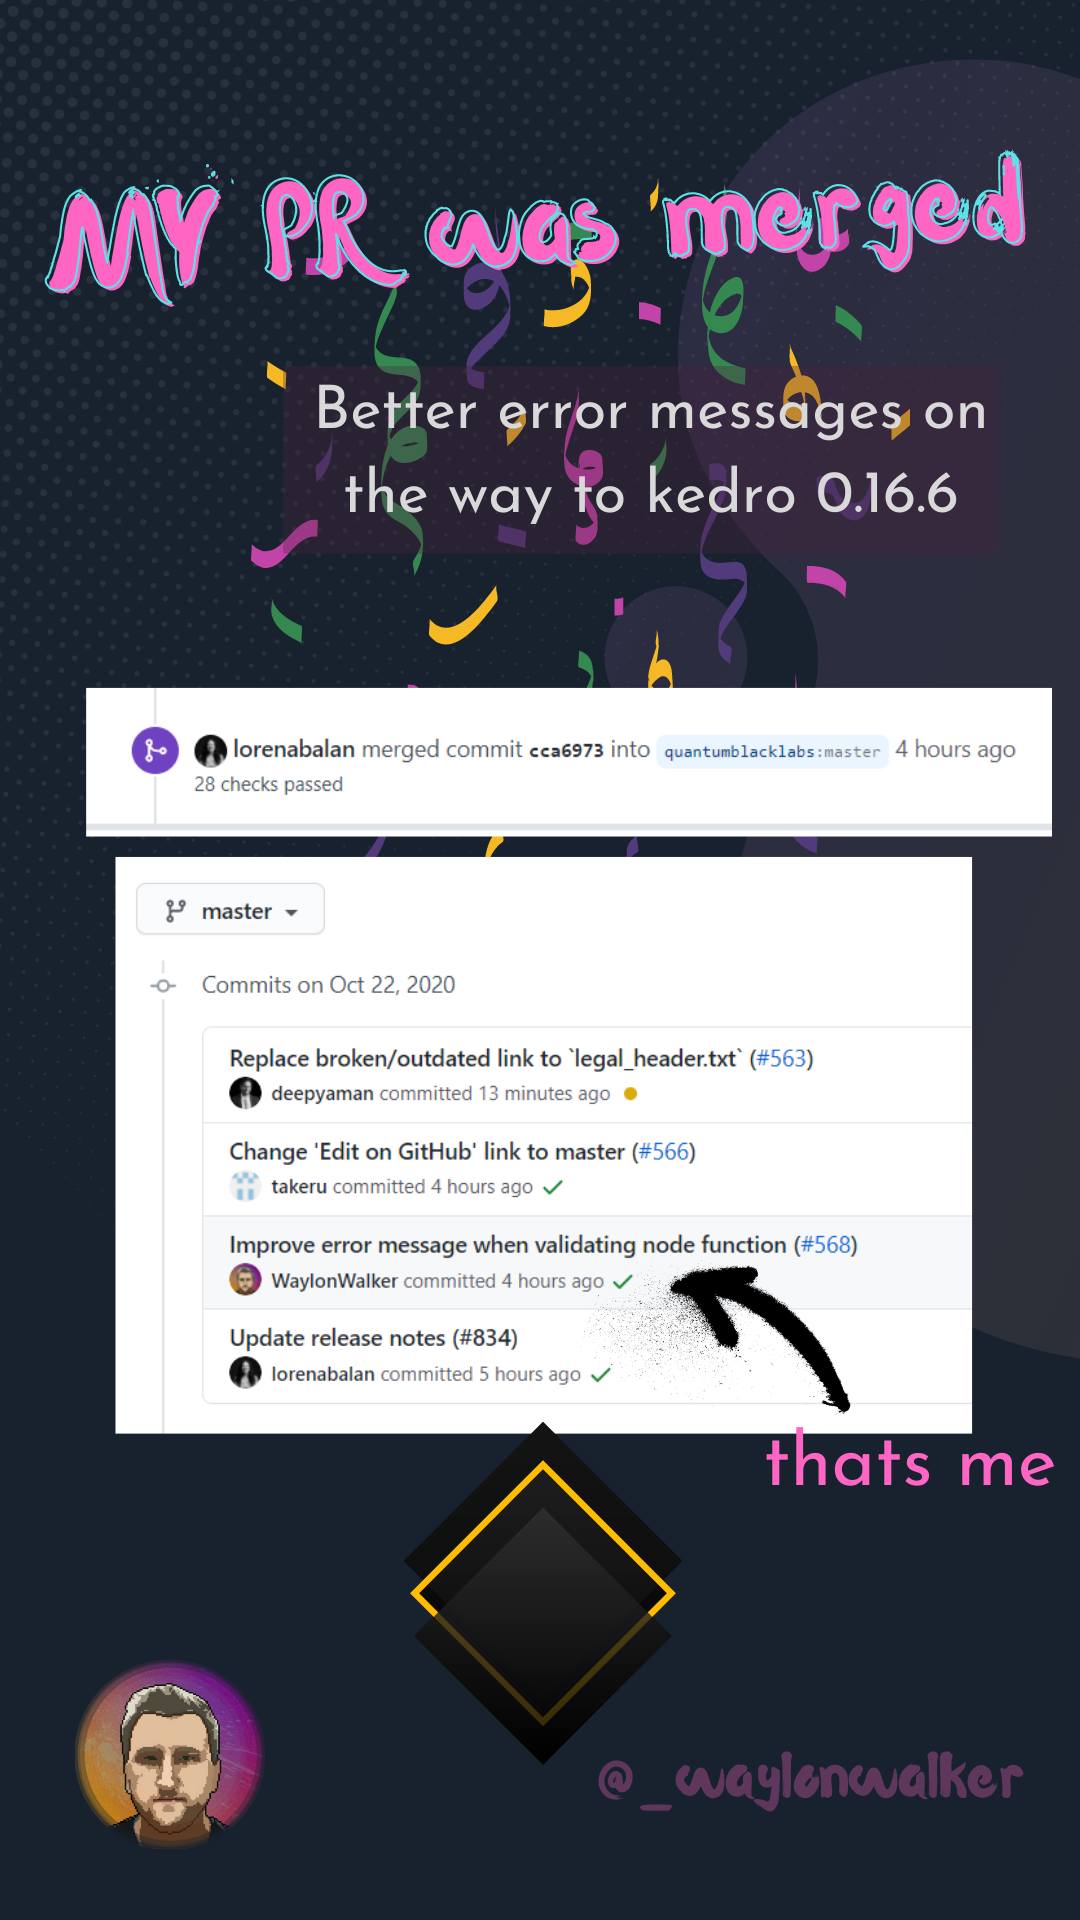 MY PR was merged
Better error messages on
the way to kedro 0.16.6
lorenabalan merged commit cca6973 into quantumblacklabs:master 4 hours ago
28 checks passed
master
Commits on Oct 22, 2020
Replace broken/outdated link to `legal_header.txt` (#563)
deepyaman committed 13 minutes ago
Change 'Edit on GitHub' link to master (#566)
takeru committed 4 hours ago
Improve error message when validating node function (#568)
WaylonWalker committed 4 hours ago
Update release notes (#834)
lorenabalan committed 5 hours ago
thats me
@_waylonwalker